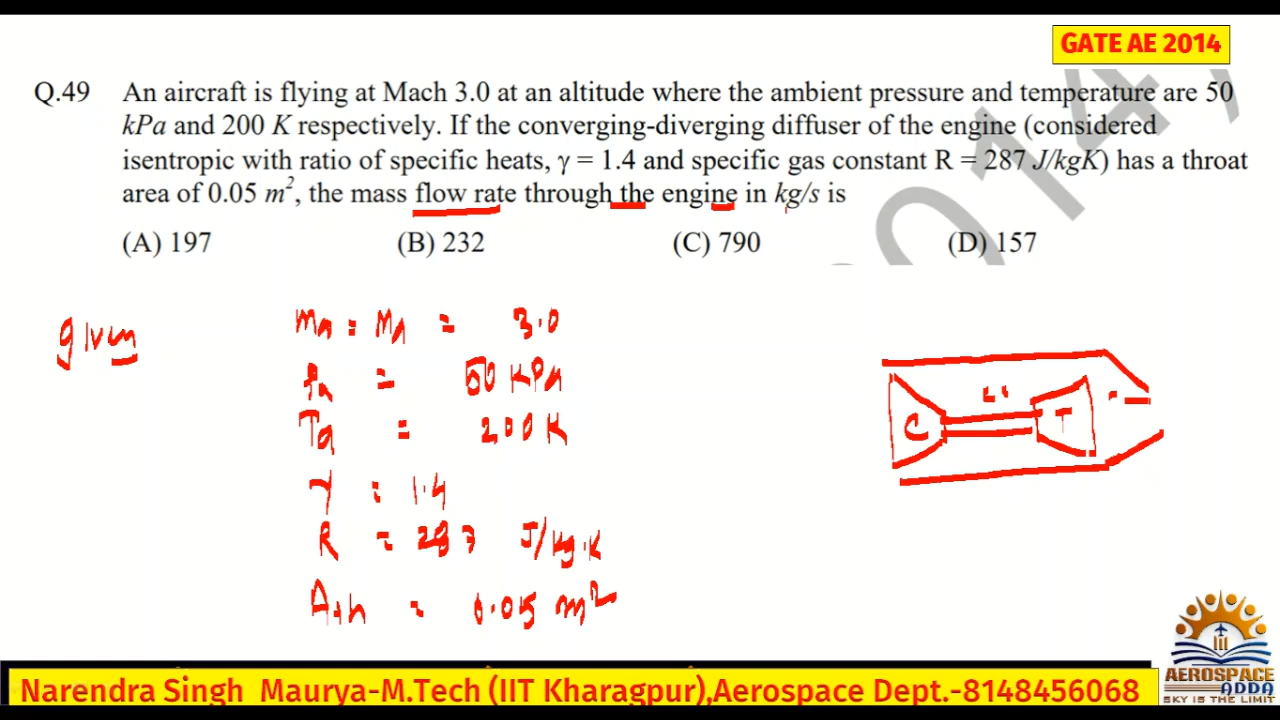 GATE AE 2014
Q.49 An aircraft is flying at Mach 3.0 at an altitude where the ambient pressure and temperature are 50
kPa and 200 K respectively. If the converging-diverging diffuser of the engine (considered
isentropic with ratio of specific heats, γ = 1.4 and specific gas constant R = 287 J/kgK) has a throat
area of 0.05 m², the mass flow rate through the engine in kg/s is
(A) 197 (B) 232 (C) 790 (D) 157
2014,
given
Ma = MA = 3.0
Pa = 50 KPa
Ta = 200 K
γ = 1.4
R = 287 J/kg.K
Ath = 0.05 m²
C T
Narendra Singh Maurya-M.Tech (IIT Kharagpur),Aerospace Dept.-8148456068
AEROSPACE
ADDA
SKY IS THE LIMIT